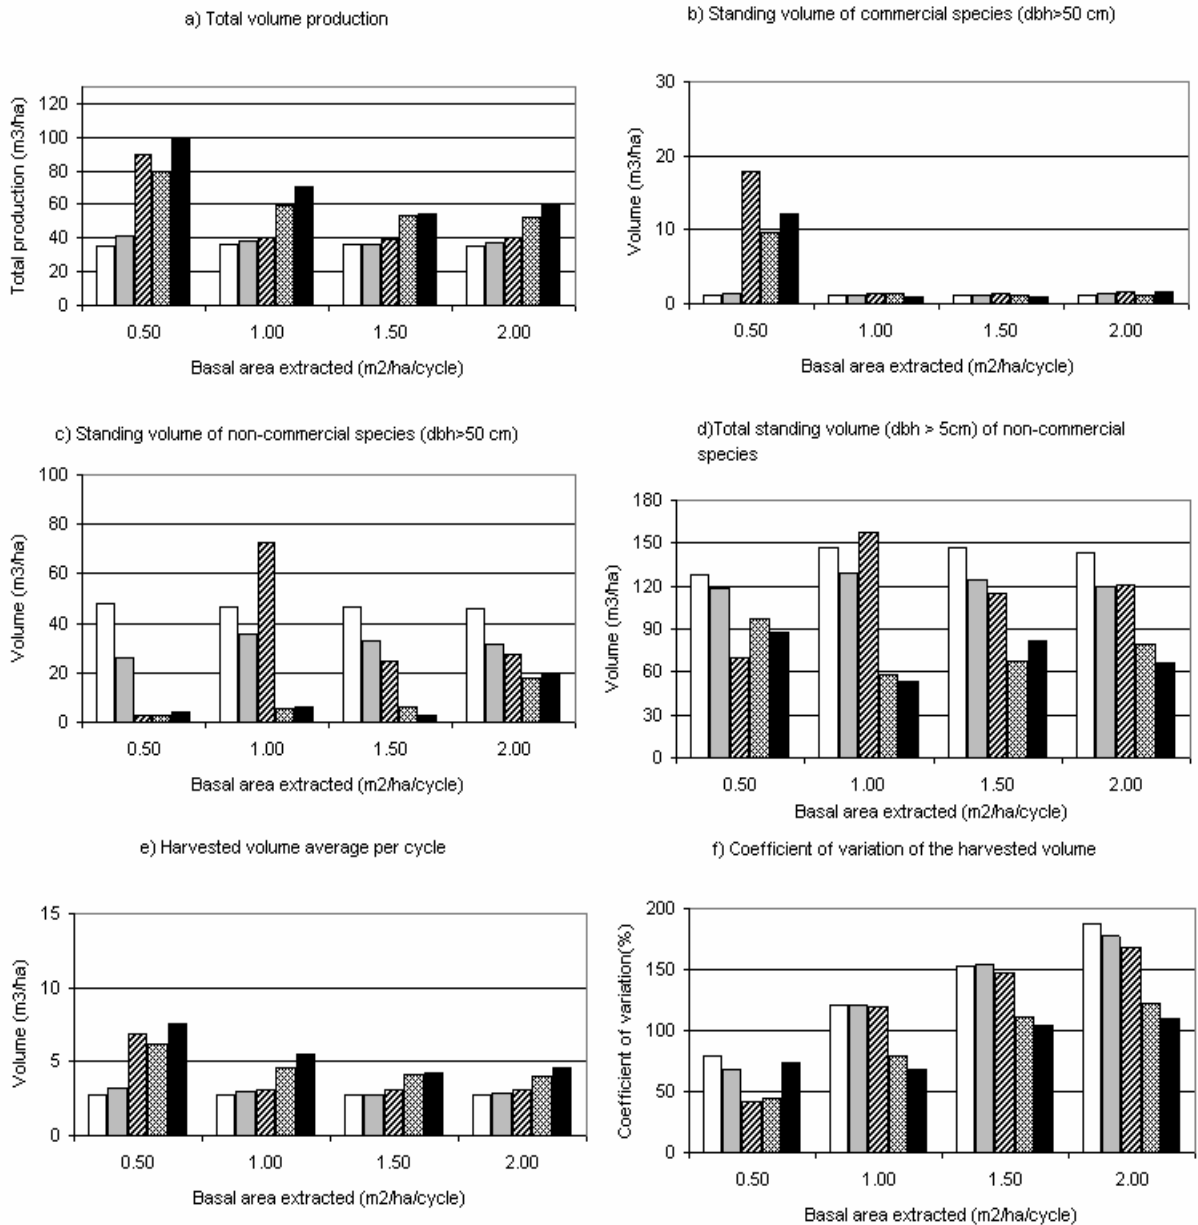 a) Total volume production
Total production (m3/ha)
120
100
80
60
40
20
0
0.50 1.00 1.50 2.00
Basal area extracted (m2/ha/cycle)
b) Standing volume of commercial species (dbh>50 cm)
Volume (m3/ha)
30
20
10
0
0.50 1.00 1.50 2.00
Basal area extracted (m2/ha/cycle)
c) Standing volume of non-commercial species (dbh>50 cm)
Volume (m3/ha)
100
80
60
40
20
0
0.50 1.00 1.50 2.00
Basal area extracted (m2/ha/cycle)
d)Total standing volume (dbh > 5cm) of non-commercial
species
Volume (m3/ha)
180
150
120
90
60
30
0
0.50 1.00 1.50 2.00
Basal area extracted (m2/ha/cycle)
e) Harvested volume average per cycle
Volume (m3/ha)
15
10
5
0
0.50 1.00 1.50 2.00
Basal area extracted (m2/ha/cycle)
f) Coefficient of variation of the harvested volume
Coefficient of variation(%)
200
150
100
50
0
0.50 1.00 1.50 2.00
Basal area extracted (m2/ha/cycle)